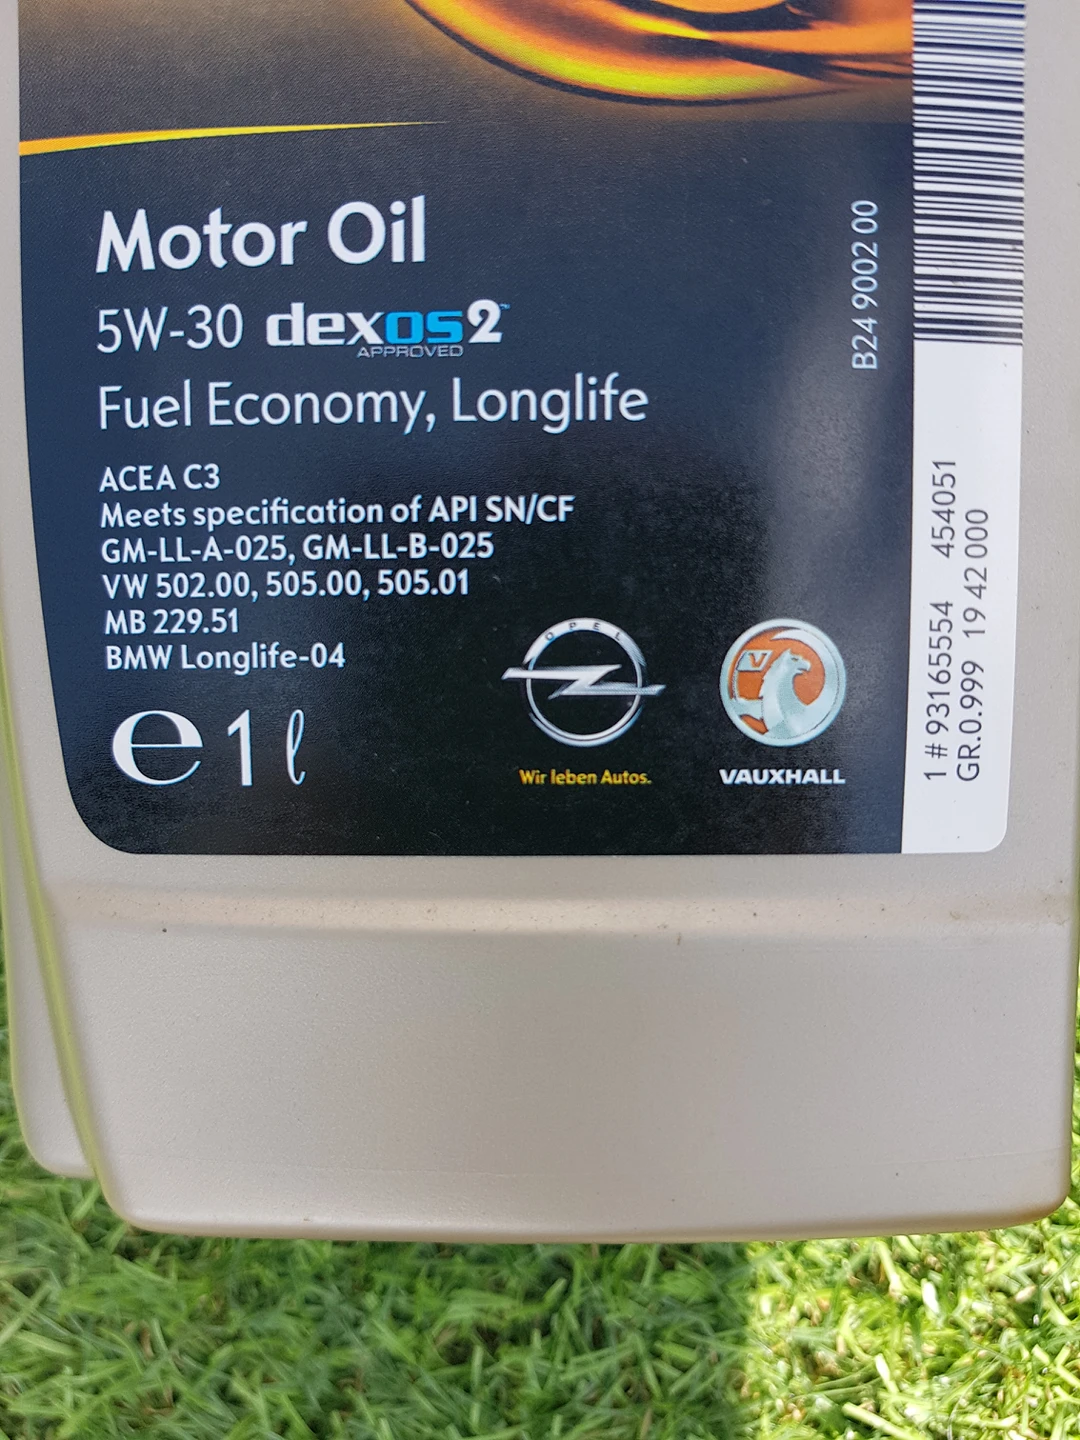 Motor Oil
5W-30 dexos2™
APPROVED
Fuel Economy, Longlife
ACEA C3
Meets specification of API SN/CF
GM-LL-A-025, GM-LL-B-025
VW 502.00, 505.00, 505.01
MB 229.51
BMW Longlife-04
e 1 ℓ
OPEL
Wir leben Autos.
V
VAUXHALL
B24 9002 00
1 # 93165554 454051
GR.0.999 19 42 000